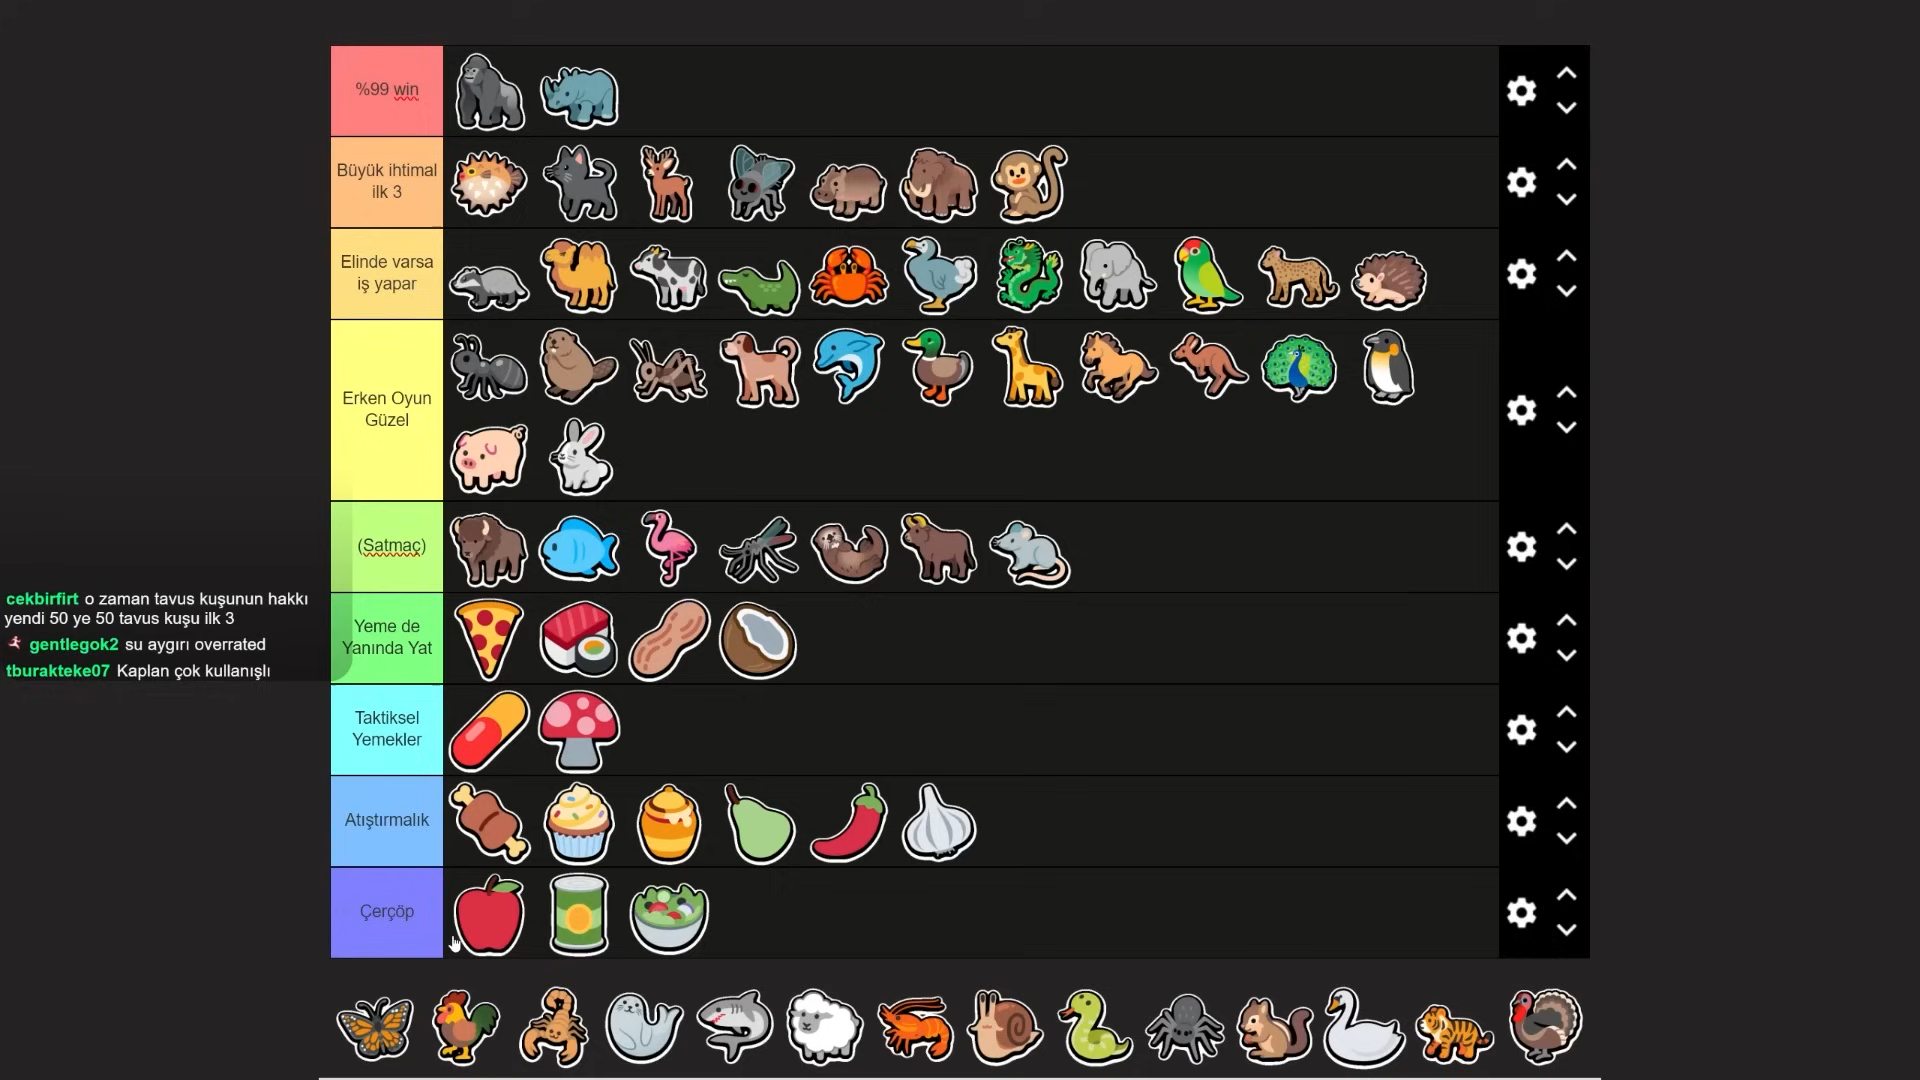 %99 win
Büyük ihtimal
ilk 3
Elinde varsa
iş yapar
Erken Oyun
Güzel
(Satmaç)
cekbirfirt o zaman tavus kuşunun hakkı
yendi 50 ye 50 tavus kuşu ilk 3
gentlegok2 su aygırı overrated
tburakteke07 Kaplan çok kullanışlı
Yeme de
Yanında Yat
Taktiksel
Yemekler
Atıştırmalık
Çerçöp